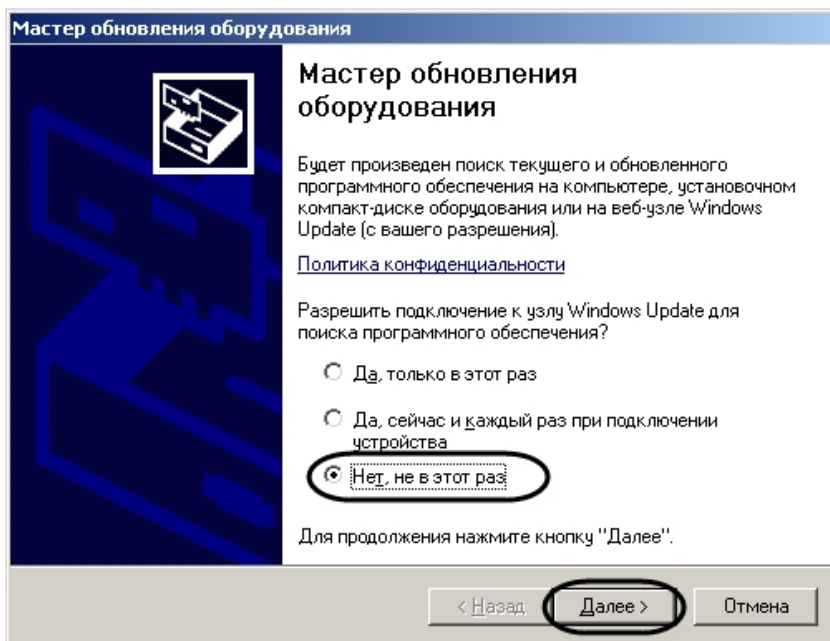 Мастер обновления оборудования
Мастер обновления
оборудования
Будет произведен поиск текущего и обновленного
программного обеспечения на компьютере, установочном
компакт-диске оборудования или на веб-узле Windows
Update (с вашего разрешения).
Политика конфиденциальности
Разрешить подключение к узлу Windows Update для
поиска программного обеспечения?
Да, только в этот раз
Да, сейчас и каждый раз при подключении
устройства
Нет, не в этот раз
Для продолжения нажмите кнопку "Далее".
< Назад
Далее >
Отмена